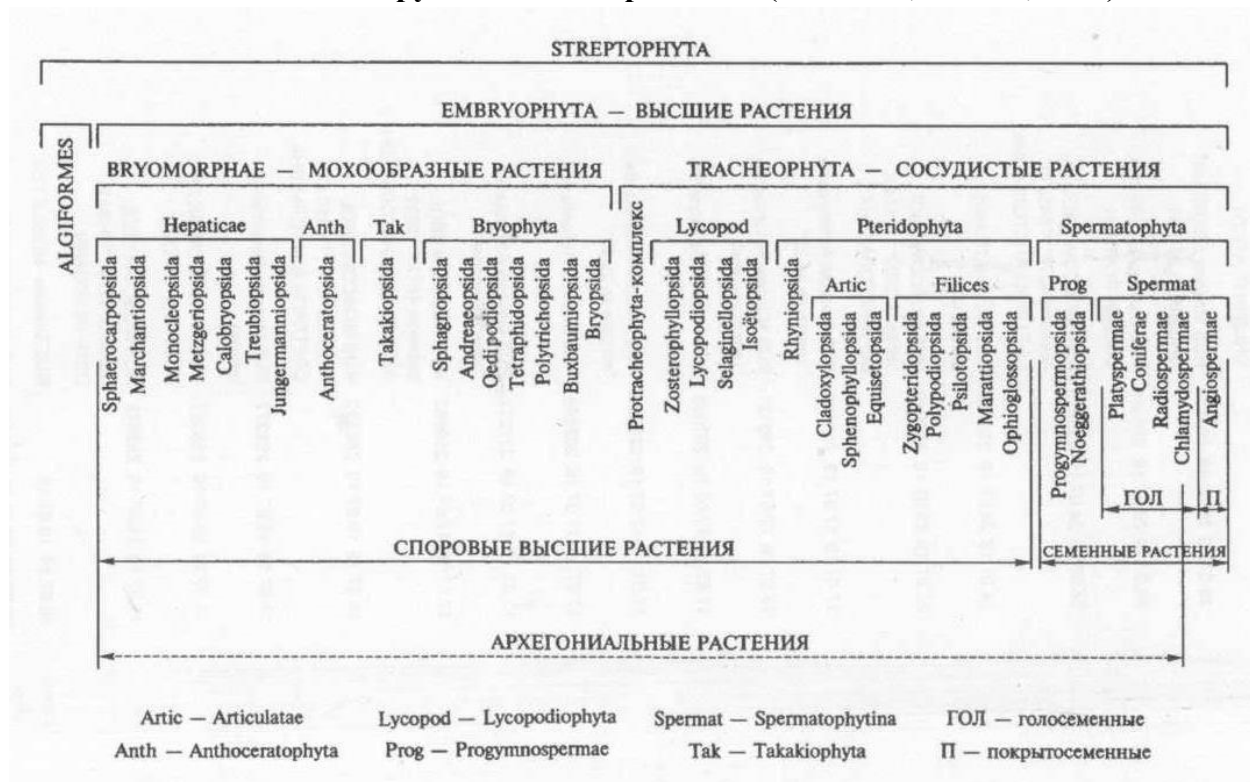 STREPTOPHYTA
EMBRYOPHYTA — ВЫСШИЕ РАСТЕНИЯ
ALGIFORMES
BRYOMORPHAE — МОХООБРАЗНЫЕ РАСТЕНИЯ
TRACHEOPHYTA — СОСУДИСТЫЕ РАСТЕНИЯ
Hepaticae
Anth
Tak
Bryophyta
Protracheophyta-комплекс
Lycopod
Pteridophyta
Spermatophyta
Sphaerocarpopsida
Marchantiopsida
Monocleopsida
Metzgeriopsida
Calobryopsida
Treubiopsida
Jungermanniopsida
Anthoceratopsida
Takakiopsida
Sphagnopsida
Andreaeopsida
Oedipodiopsida
Tetraphidopsida
Polytrichopsida
Buxbaumiopsida
Bryopsida
Zosterophyllopsida
Lycopodiopsida
Selaginellopsida
Isoëtopsida
Rhyniopsida
Artic
Filices
Prog
Spermat
Cladoxylopsida
Sphenophyllopsida
Equisetopsida
Zygopteridopsida
Polypodiopsida
Psilotopsida
Marattiopsida
Ophioglossopsida
Progymnospermopsida
Noeggerathiopsida
Platyspermae
Coniferae
Radiospermae
Chlamydospermae
Angiospermae
ГОЛ
П
СПОРОВЫЕ ВЫСШИЕ РАСТЕНИЯ
СЕМЕННЫЕ РАСТЕНИЯ
АРХЕГОНИАЛЬНЫЕ РАСТЕНИЯ
Artic — Articulatae
Lycopod — Lycopodiophyta
Spermat — Spermatophytina
ГОЛ — голосеменные
Anth — Anthoceratophyta
Prog — Progymnospermae
Tak — Takakiophyta
П — покрытосеменные